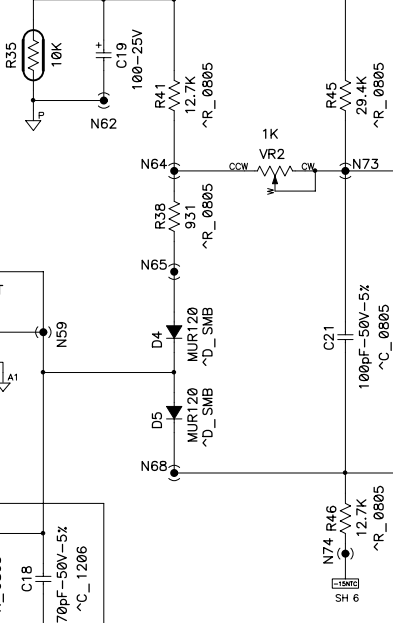 R35
10K
C19
100-25V
R41
12.7K
^R_0805
R45
29.4K
^R_0805
P
N62
1K
VR2
N64
CCW
CW
N73
W
R38
931
^R_0805
N65
N59
D4
MUR120
^D_SMB
C21
100pF-50V-5%
^C_0805
A1
D5
MUR120
^D_SMB
N68
R46
12.7K
^R_0805
N74
-15NTC
SH 6
C18
70pF-50V-5%
^C_1206